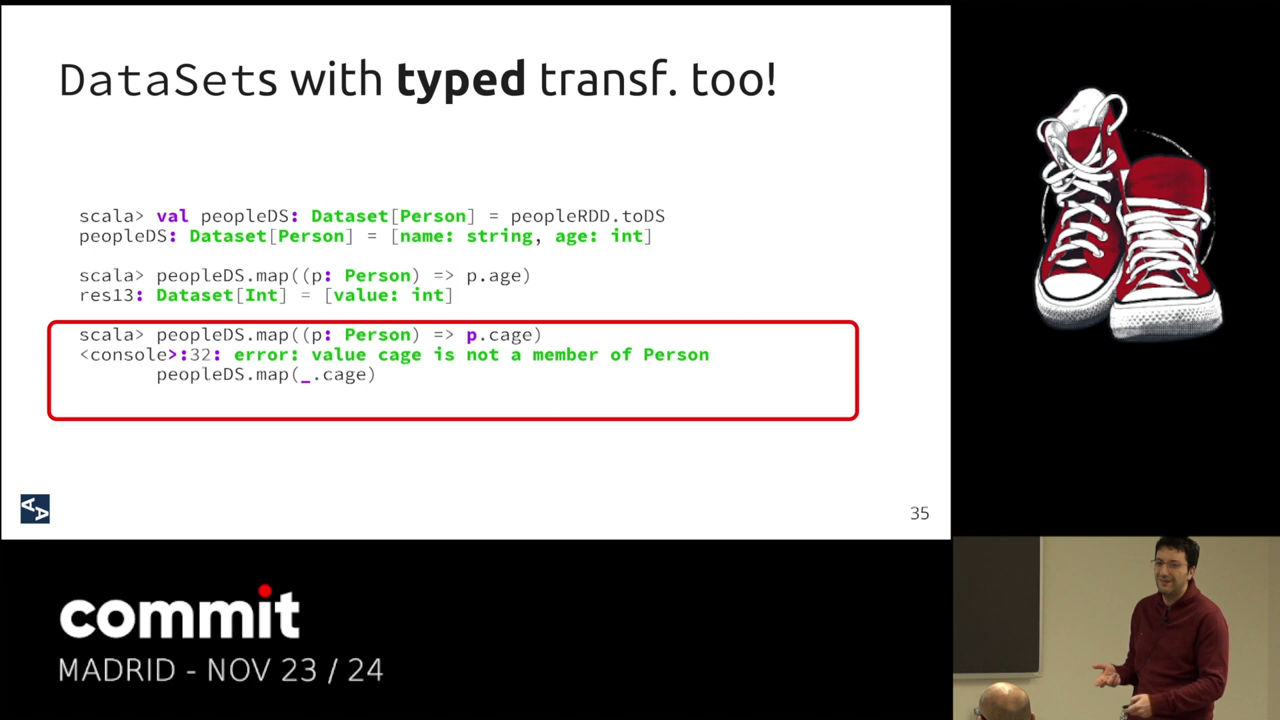 DataSets with typed transf. too!
scala> val peopleDS: Dataset[Person] = peopleRDD.toDS
peopleDS: Dataset[Person] = [name: string, age: int]
scala> peopleDS.map((p: Person) => p.age)
res13: Dataset[Int] = [value: int]
scala> peopleDS.map((p: Person) => p.cage)
<console>:32: error: value cage is not a member of Person
peopleDS.map(_.cage)
AA
35
commit
MADRID - NOV 23 / 24